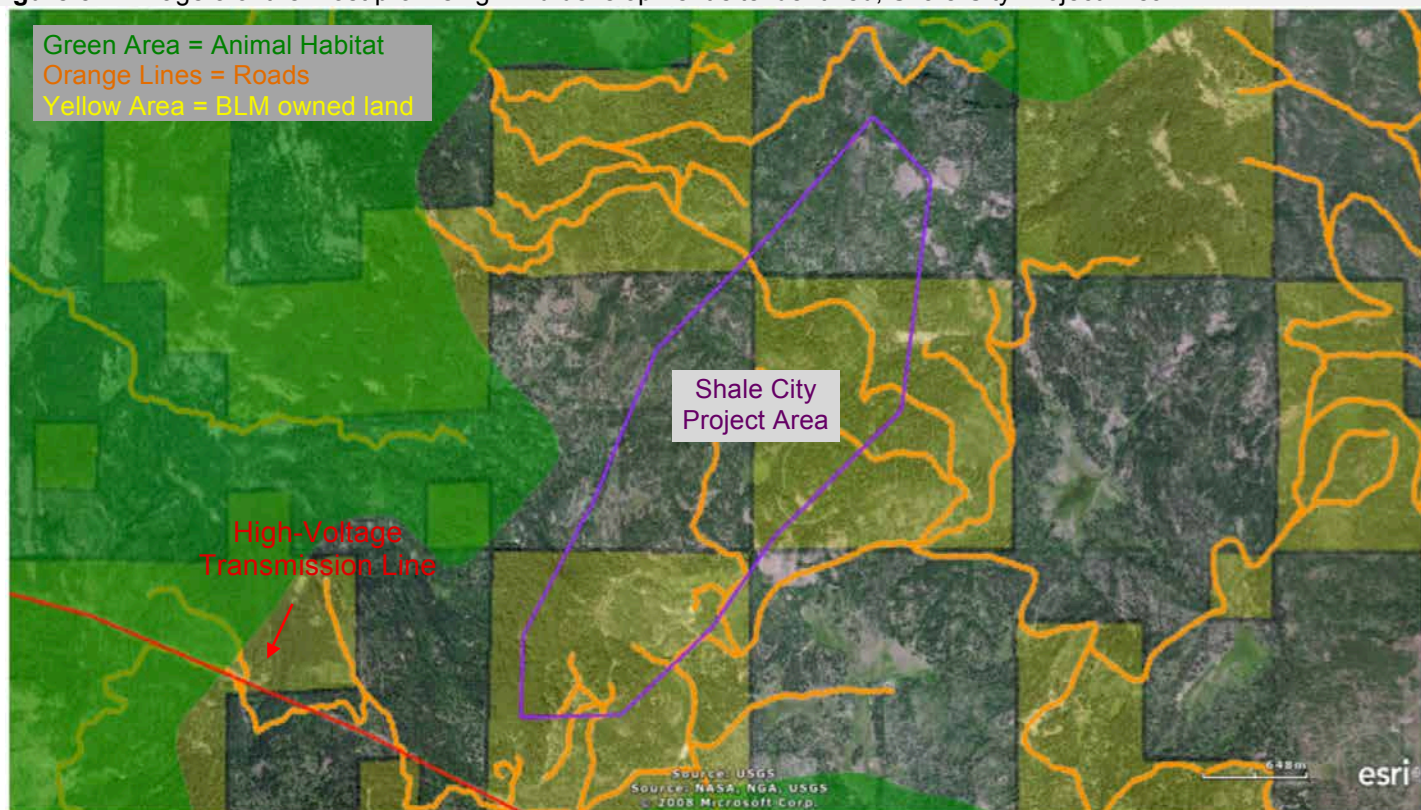 Green Area = Animal Habitat
Orange Lines = Roads
Yellow Area = BLM owned land
Shale City
Project Area
High-Voltage
Transmission Line
Source: USGS
Source: NASA, NGA, USGS
© 2008 Microsoft Corp.
648m
esri